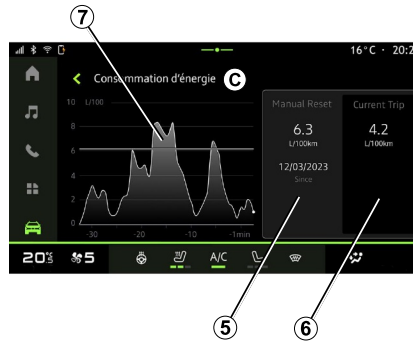 7
16°C · 20:2
Consommation d'énergie C
10 L/100
8
6
4
2
0
-30 -20 -10 -1min
Manual Reset
6.3
L/100km
12/03/2023
Since
Current Trip
4.2
L/100km
20°5 5 A/C
5 6